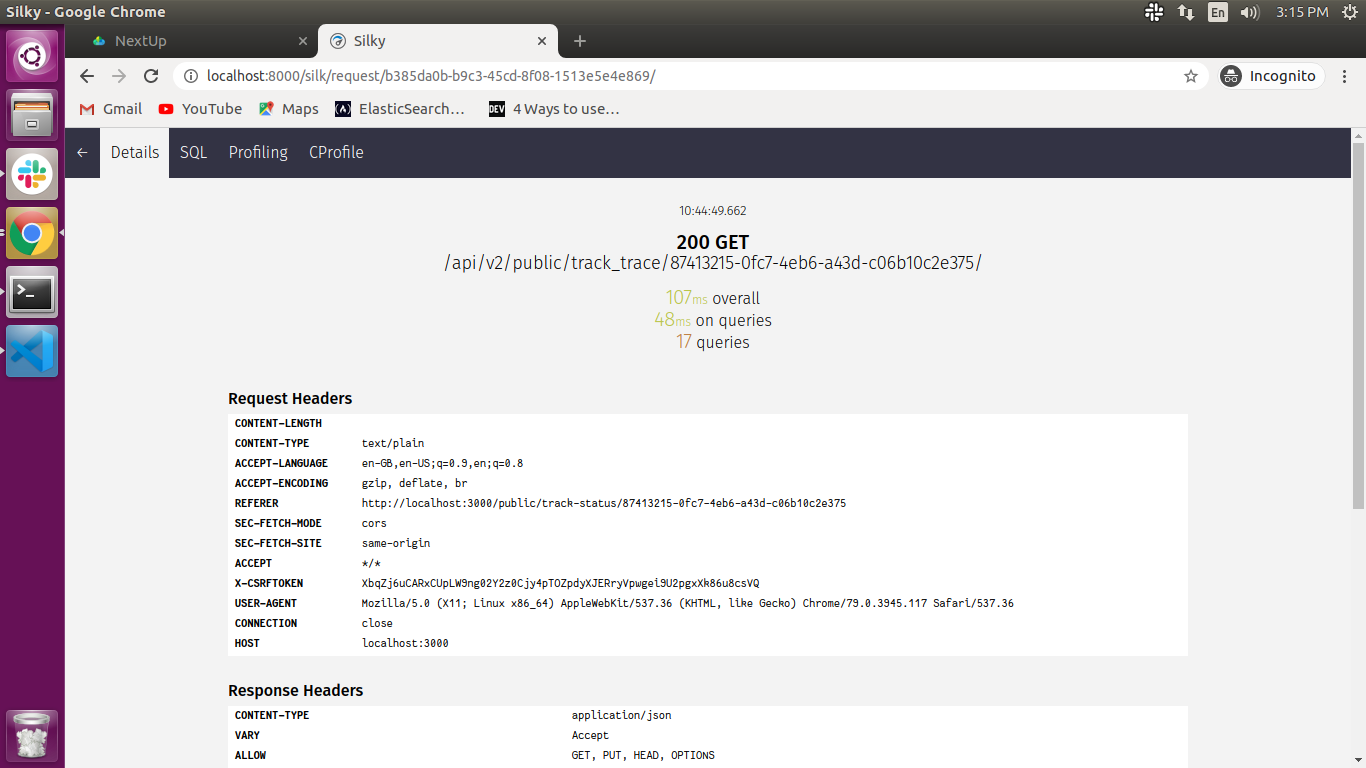 Silky - Google Chrome
En
3:15 PM
NextUp
Silky
localhost:8000/silk/request/b385da0b-b9c3-45cd-8f08-1513e5e4e869/
Incognito
Gmail
YouTube
Maps
ElasticSearch...
DEV
4 Ways to use...
Details
SQL
Profiling
CProfile
10:44:49.662
200 GET
/api/v2/public/track_trace/87413215-0fc7-4eb6-a43d-c06b10c2e375/
107ms overall
48ms on queries
17 queries
Request Headers
CONTENT-LENGTH
CONTENT-TYPE text/plain
ACCEPT-LANGUAGE en-GB,en-US;q=0.9,en;q=0.8
ACCEPT-ENCODING gzip, deflate, br
REFERER http://localhost:3000/public/track-status/87413215-0fc7-4eb6-a43d-c06b10c2e375
SEC-FETCH-MODE cors
SEC-FETCH-SITE same-origin
ACCEPT */*
X-CSRFTOKEN XbqZj6uCARxCUpLW9ng02Y2z0Cjy4pTOZpdyXJERryVpwgei9U2pgxXk86u8csVQ
USER-AGENT Mozilla/5.0 (X11; Linux x86_64) AppleWebKit/537.36 (KHTML, like Gecko) Chrome/79.0.3945.117 Safari/537.36
CONNECTION close
HOST localhost:3000
Response Headers
CONTENT-TYPE application/json
VARY Accept
ALLOW GET, PUT, HEAD, OPTIONS